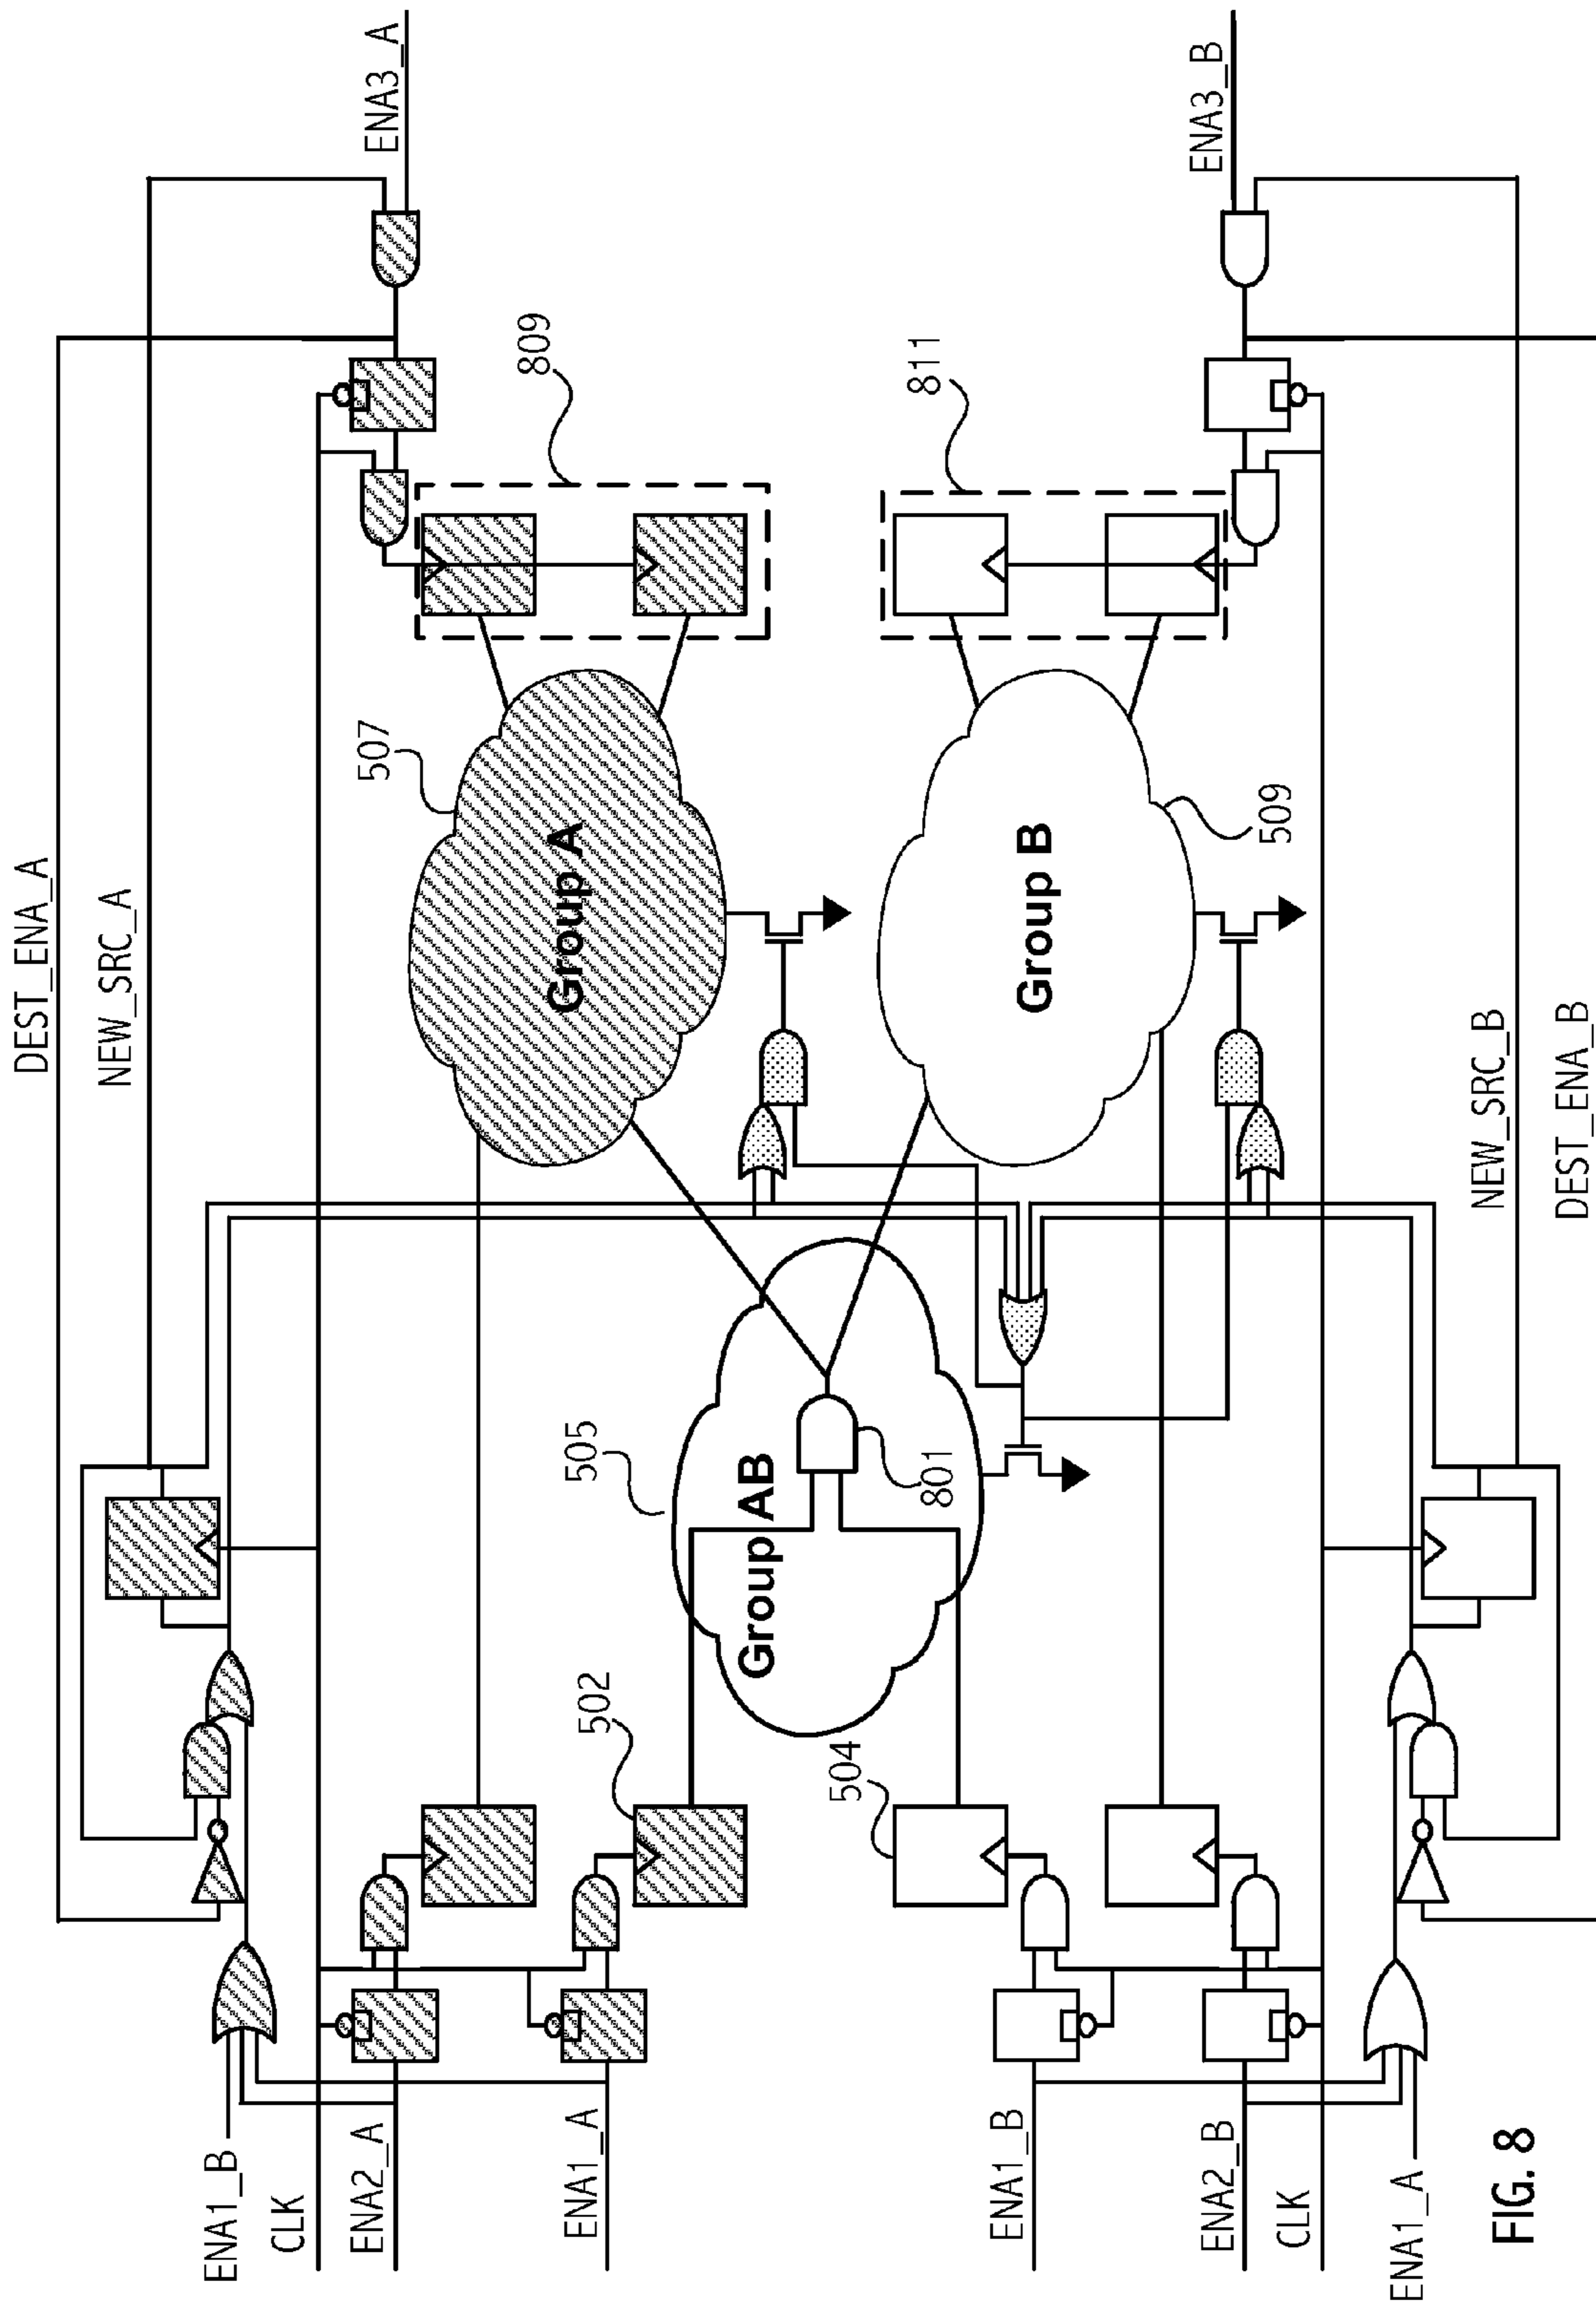 DEST_ENA_A
NEW_SRC_A
ENA1_B
CLK
ENA2_A
ENA1_A
ENA3_A
809
507
Group A
502
505
Group AB
801
504
811
Group B
509
ENA1_B
ENA2_B
CLK
ENA1_A
ENA3_B
NEW_SRC_B
DEST_ENA_B
FIG. 8